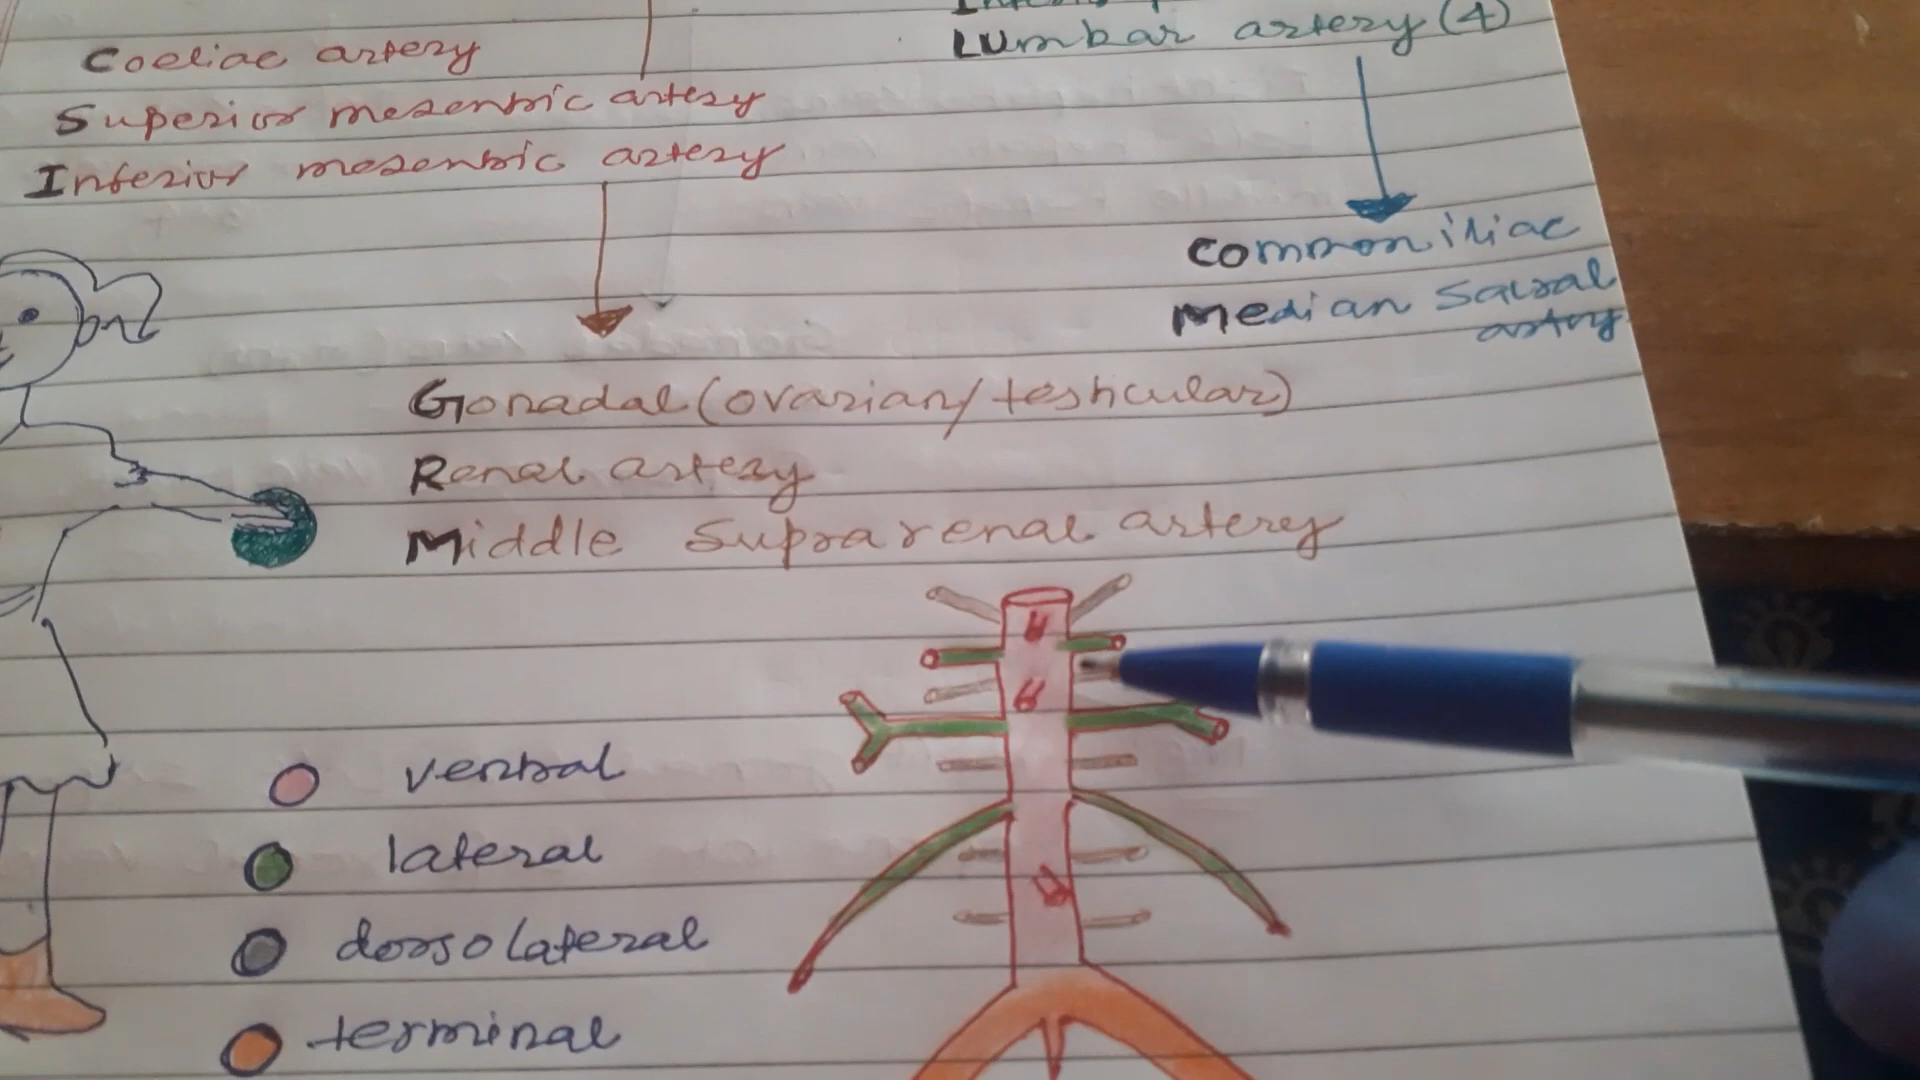 Lumbar artery (4)
Coeliac artery
Superior mesentric artery
Inferior mesentric artery
Common iliac
Median Sacral
artery
Gonadal (ovarian/testicular)
Renal artery
Middle Suprarenal artery
ventral
lateral
dorsolateral
terminal